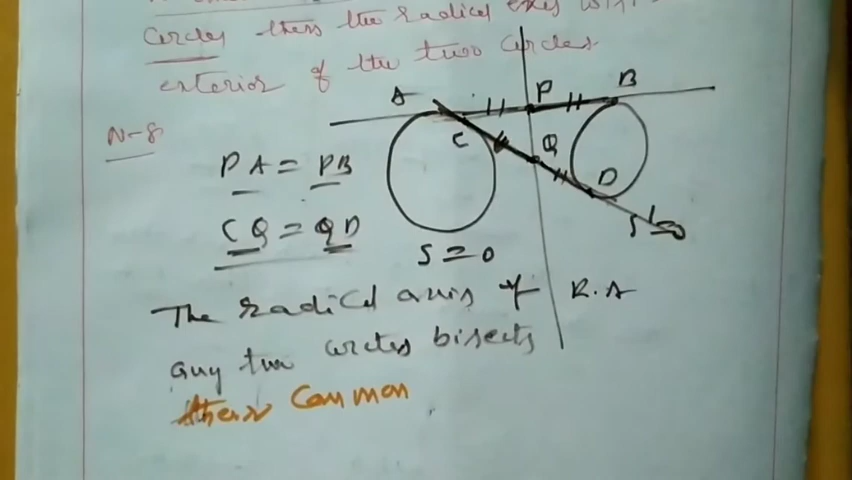 circles then the radical axis
exterior of the two circles
N-8
A
P
B
C
Q
D
PA = PB
CQ = QD
S=0
S'=0
R.A
The radical axis of
any two circles bisects
their common